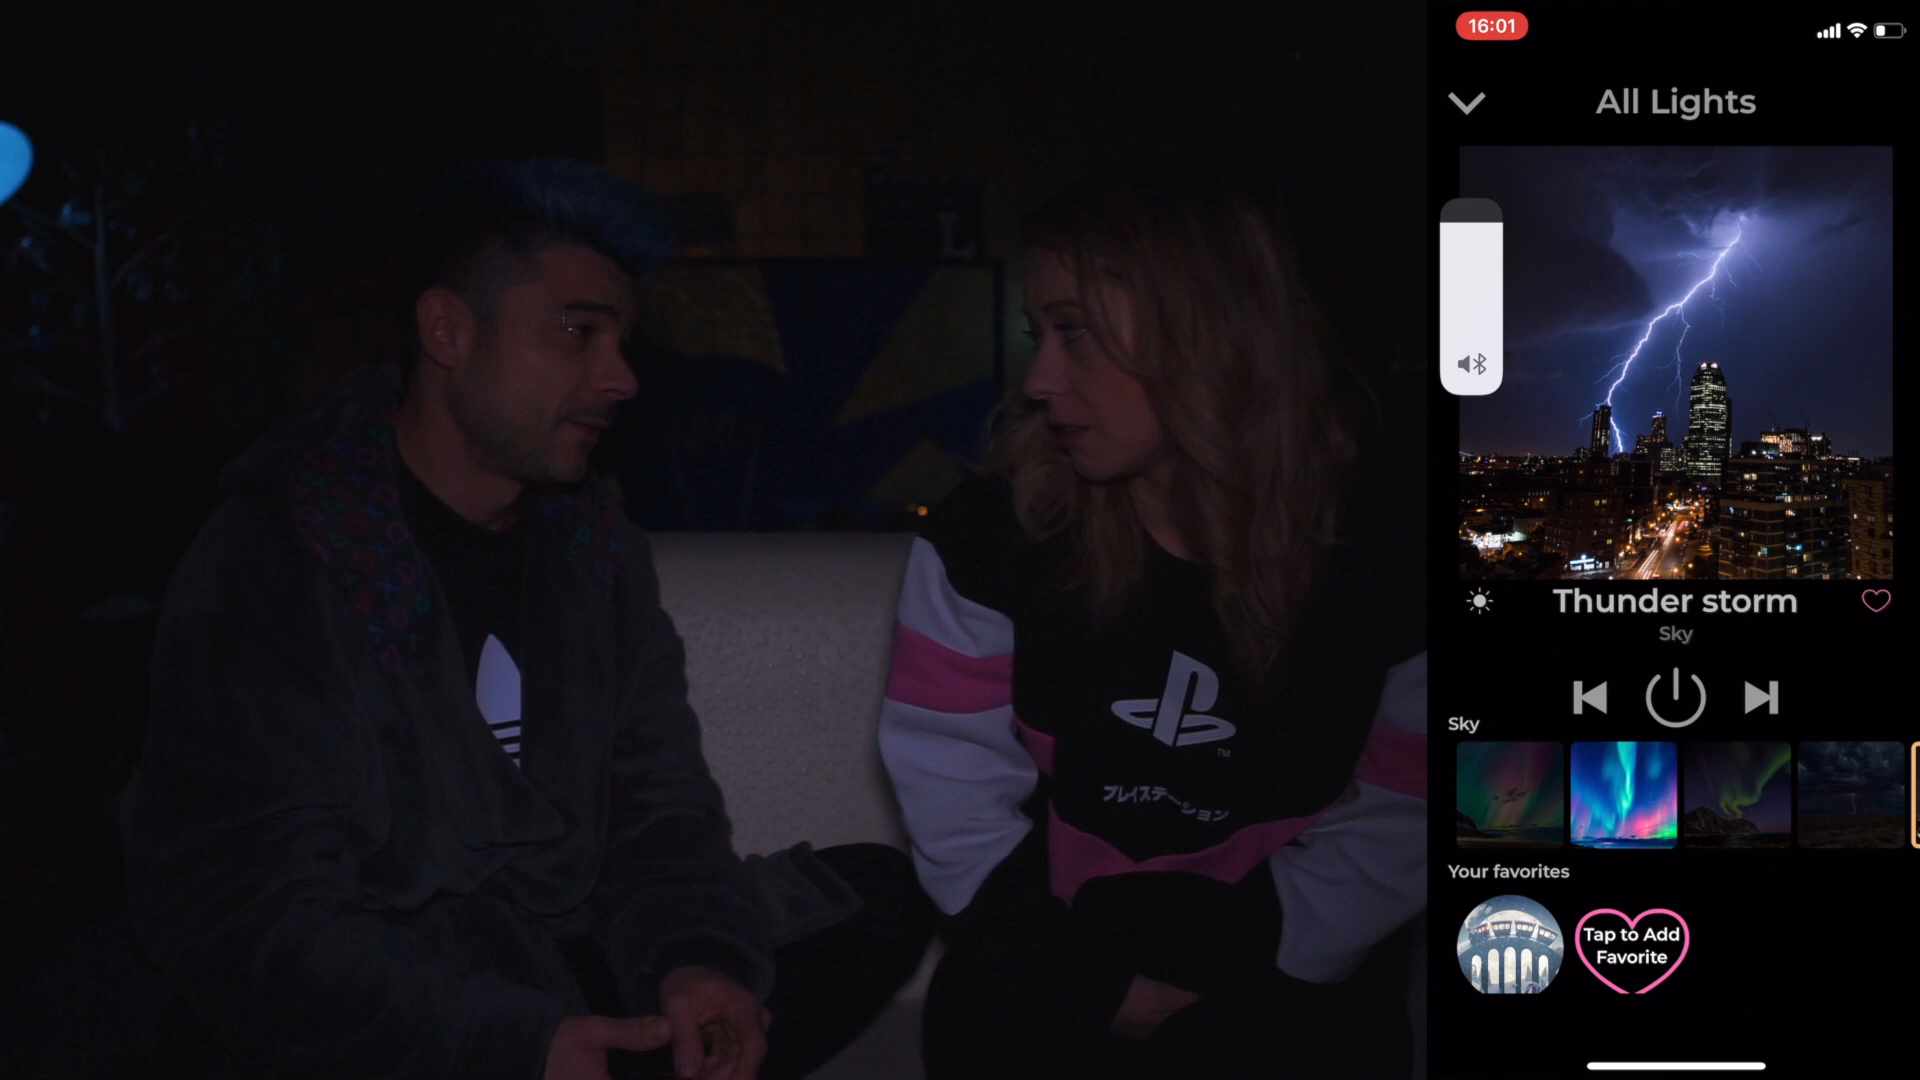 16:01
All Lights
L
Thunder storm
Sky
Sky
Your favorites
Tap to Add
Favorite
TM
プレイステーション